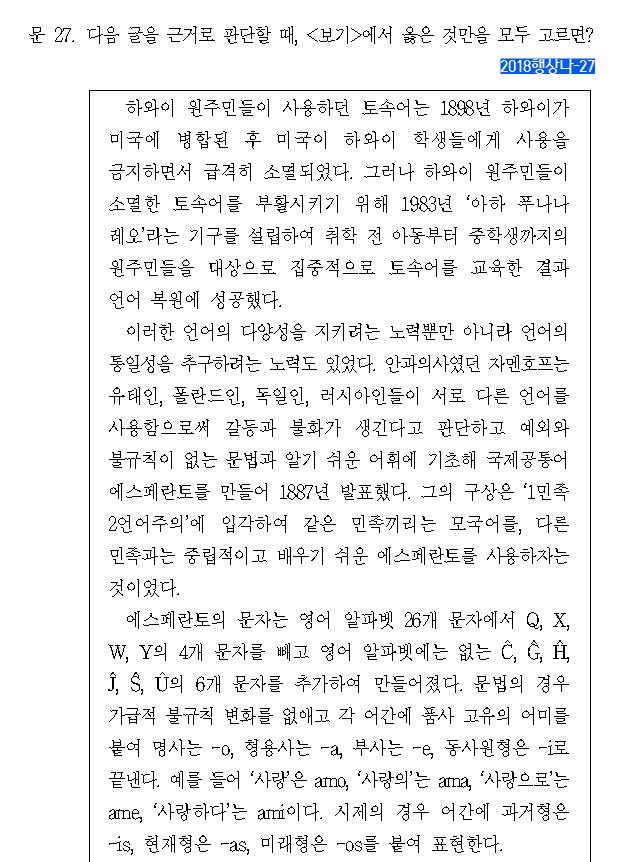 문 27. 다음 글을 근거로 판단할 때, <보기>에서 옳은 것만을 모두 고르면?
2018행상나-27
하와이 원주민들이 사용하던 토속어는 1898년 하와이가
미국에 병합된 후 미국이 하와이 학생들에게 사용을
금지하면서 급격히 소멸되었다. 그러나 하와이 원주민들이
소멸한 토속어를 부활시키기 위해 1983년 ‘아하 푸나나
레오’라는 기구를 설립하여 취학 전 아동부터 중학생까지의
원주민들을 대상으로 집중적으로 토속어를 교육한 결과
언어 복원에 성공했다.
이러한 언어의 다양성을 지키려는 노력뿐만 아니라 언어의
통일성을 추구하려는 노력도 있었다. 안과의사였던 자멘호프는
유태인, 폴란드인, 독일인, 러시아인들이 서로 다른 언어를
사용함으로써 갈등과 불화가 생긴다고 판단하고 예외와
불규칙이 없는 문법과 알기 쉬운 어휘에 기초해 국제공통어
에스페란토를 만들어 1887년 발표했다. 그의 구상은 ‘1민족
2언어주의’에 입각하여 같은 민족끼리는 모국어를, 다른
민족과는 중립적이고 배우기 쉬운 에스페란토를 사용하자는
것이었다.
에스페란토의 문자는 영어 알파벳 26개 문자에서 Q, X,
W, Y의 4개 문자를 빼고 영어 알파벳에는 없는 Ĉ, Ĝ, Ĥ,
Ĵ, Ŝ, Û의 6개 문자를 추가하여 만들어졌다. 문법의 경우
가급적 불규칙 변화를 없애고 각 어간에 품사 고유의 어미를
붙여 명사는 -o, 형용사는 -a, 부사는 -e, 동사원형은 -i로
끝낸다. 예를 들어 ‘사랑’은 amo, ‘사랑의’는 ama, ‘사랑으로’는
ame, ‘사랑하다’는 ami이다. 시제의 경우 어간에 과거형은
-is, 현재형은 -as, 미래형은 -os를 붙여 표현한다.